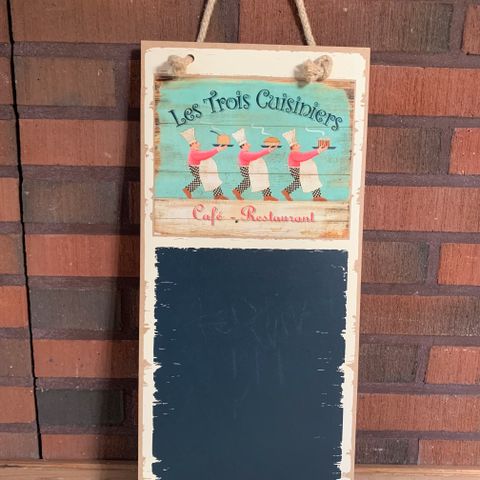 Les Trois Cuisiniers
Café - Restaurant